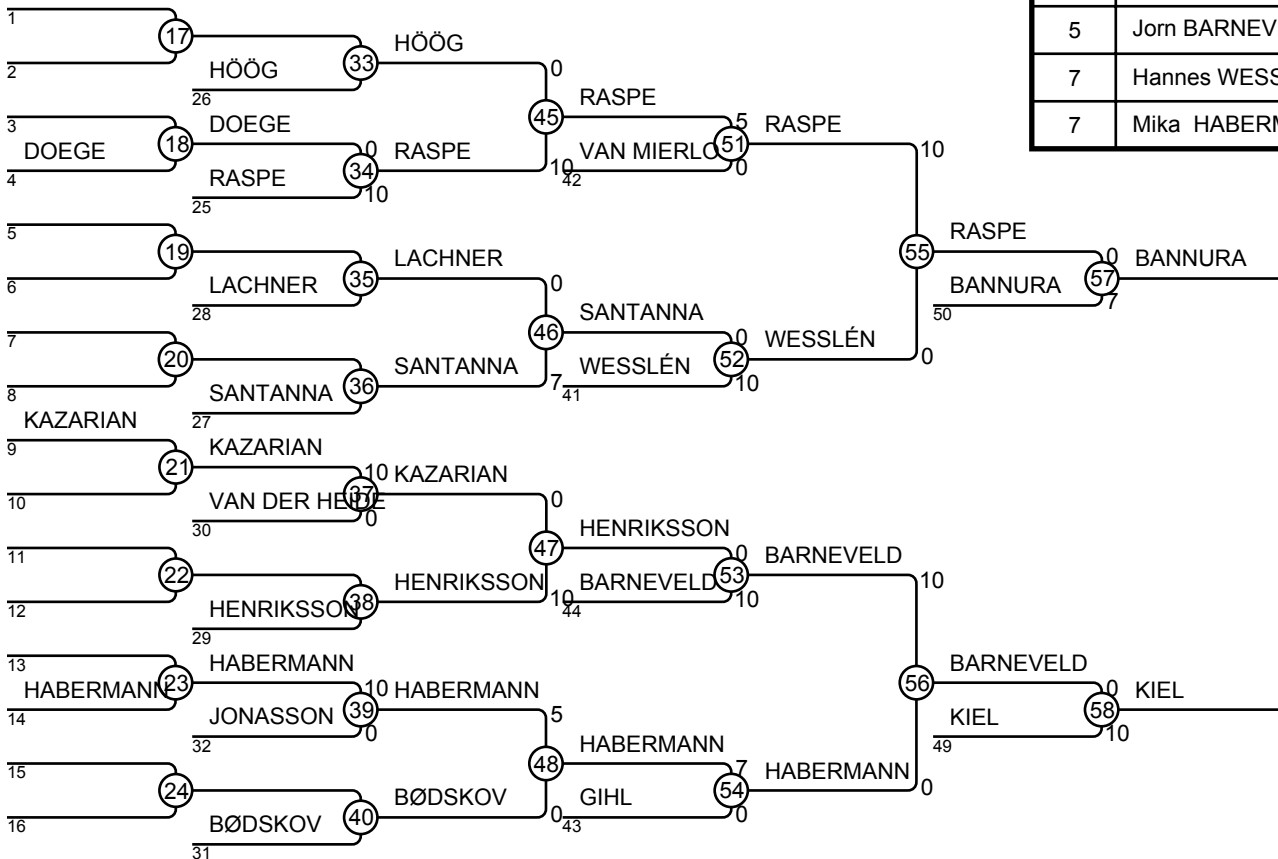 1
17
2
HÖÖG
26
33
HÖÖG
0
3
DOEGE
4
18
DOEGE
0
RASPE
25
10
34
RASPE
10
45
RASPE
5
VAN MIERLO
42
0
51
RASPE
10
5
6
19
LACHNER
28
35
LACHNER
0
7
8
20
SANTANNA
27
36
SANTANNA
7
46
SANTANNA
0
WESSLÉN
41
10
52
WESSLÉN
0
55
RASPE
0
BANNURA
50
7
57
BANNURA
KAZARIAN
9
10
21
KAZARIAN
10
VAN DER HEIDE
30
0
37
KAZARIAN
0
11
12
22
HENRIKSSON
29
38
HENRIKSSON
10
47
HENRIKSSON
0
BARNEVELD
44
10
53
BARNEVELD
10
13
HABERMANN
14
23
HABERMANN
10
JONASSON
32
0
39
HABERMANN
5
15
16
24
BØDSKOV
31
40
BØDSKOV
0
48
HABERMANN
7
GIHL
43
0
54
HABERMANN
0
56
BARNEVELD
0
KIEL
49
10
58
KIEL
5 Jorn BARNEV
7 Hannes WESS
7 Mika HABERM